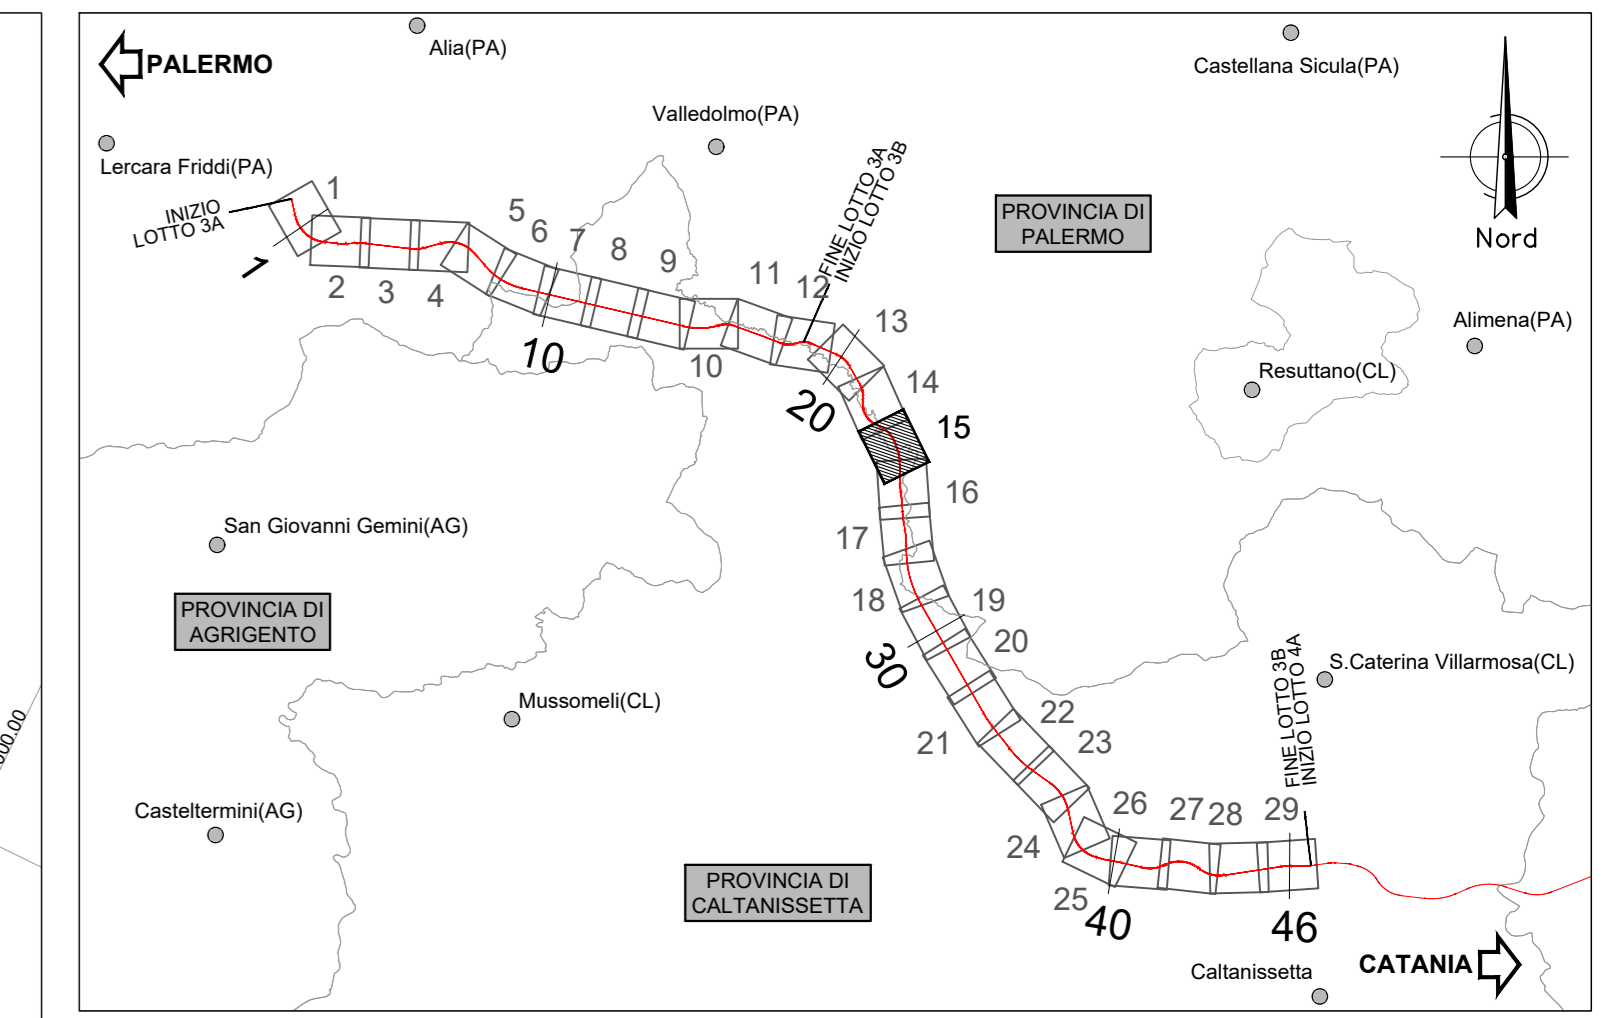 PALERMO
Alia(PA)
Castellana Sicula(PA)
Valledolmo(PA)
Lercara Friddi(PA)
INIZIO
LOTTO 3A
FINE LOTTO 3A
INIZIO LOTTO 3B
PROVINCIA DI
PALERMO
Nord
1
1
2
3
4
5
6
7
8
9
10
10
11
12
13
14
15
16
17
18
19
20
20
21
22
23
24
25
26
27
28
29
30
40
46
Alimena(PA)
Resuttano(CL)
San Giovanni Gemini(AG)
PROVINCIA DI
AGRIGENTO
Mussomeli(CL)
S.Caterina Villarmosa(CL)
FINE LOTTO 3B
INIZIO LOTTO 4A
Casteltermini(AG)
PROVINCIA DI
CALTANISSETTA
Caltanissetta
CATANIA